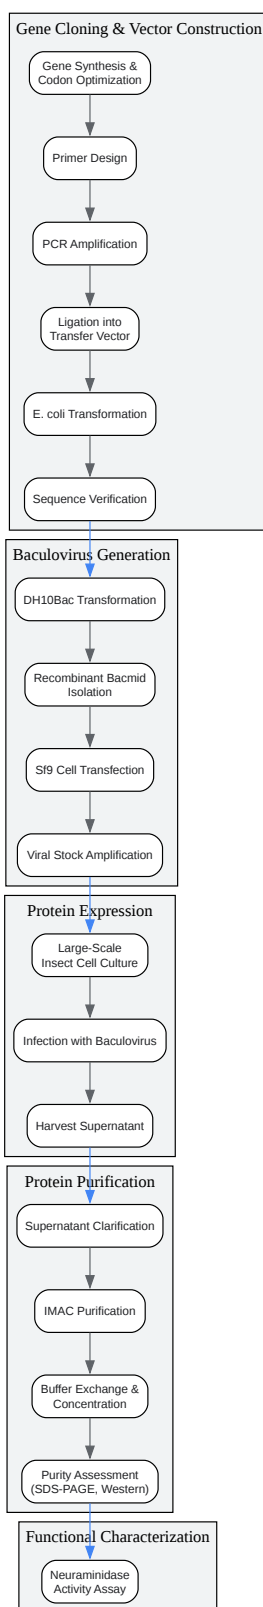 Gene Cloning & Vector Construction
Gene Synthesis &
Codon Optimization
Primer Design
PCR Amplification
Ligation into
Transfer Vector
E. coli Transformation
Sequence Verification
Baculovirus Generation
DH10Bac Transformation
Recombinant Bacmid
Isolation
Sf9 Cell Transfection
Viral Stock Amplification
Protein Expression
Large-Scale
Insect Cell Culture
Infection with Baculovirus
Harvest Supernatant
Protein Purification
Supernatant Clarification
IMAC Purification
Buffer Exchange &
Concentration
Purity Assessment
(SDS-PAGE, Western)
Functional Characterization
Neuraminidase
Activity Assay